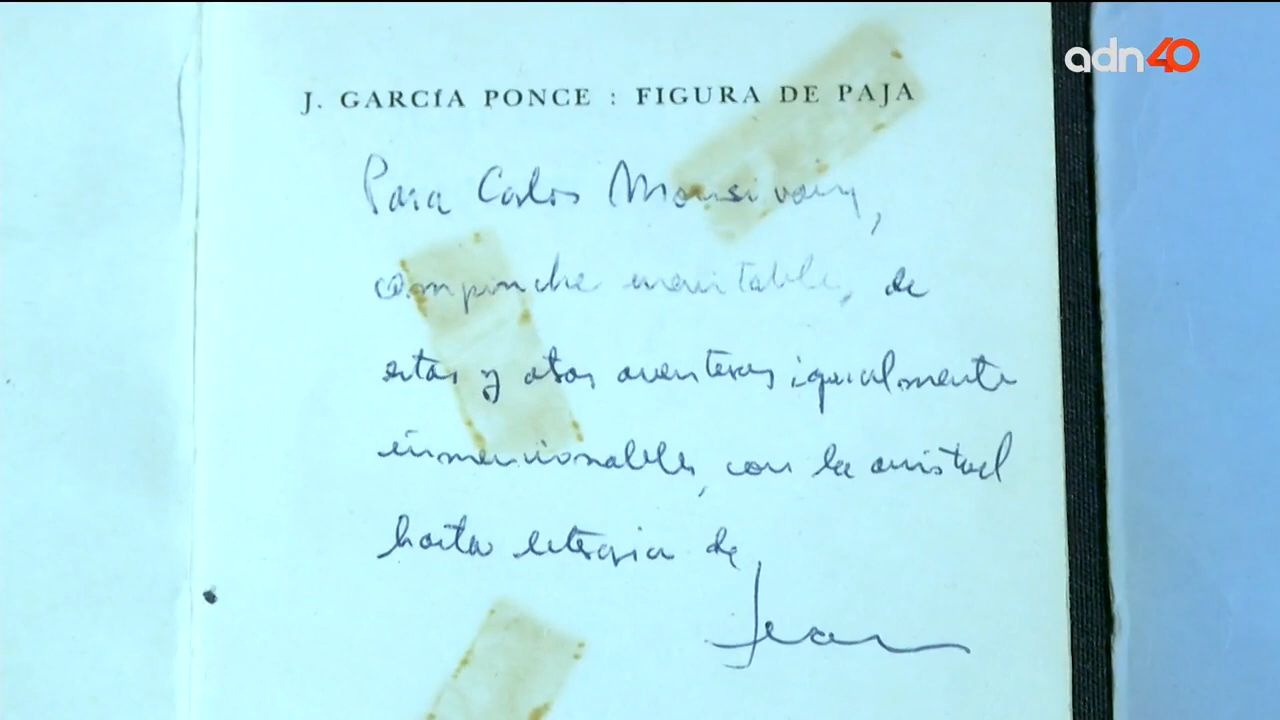 adn40
J. GARCÍA PONCE : FIGURA DE PAJA
Para Carlos Monsivais,
compinche inevitable, de
estas y otras aventuras igualmente
inmencionables, con la amistad
hasta literaria de
Juan